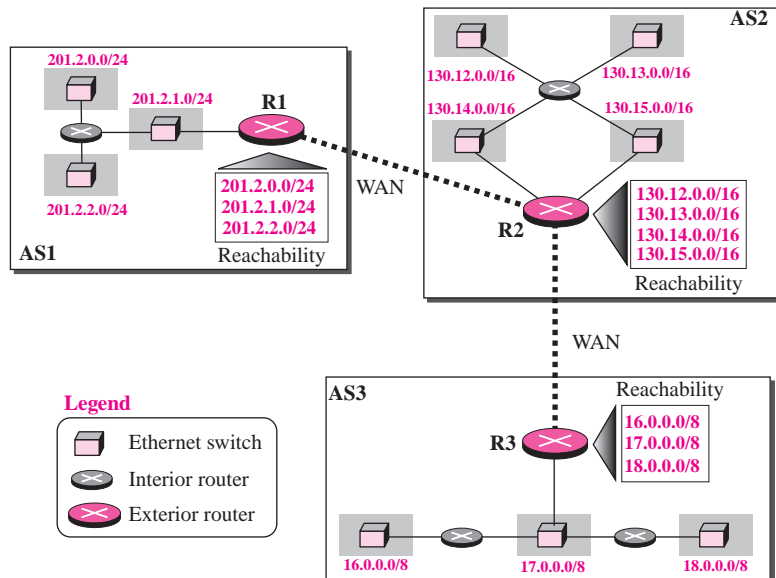 AS2
201.2.0.0/24
201.2.1.0/24
R1
130.12.0.0/16
130.13.0.0/16
130.14.0.0/16
130.15.0.0/16
201.2.2.0/24
201.2.0.0/24
201.2.1.0/24
201.2.2.0/24
Reachability
AS1
WAN
R2
130.12.0.0/16
130.13.0.0/16
130.14.0.0/16
130.15.0.0/16
Reachability
WAN
AS3
Reachability
R3
16.0.0.0/8
17.0.0.0/8
18.0.0.0/8
16.0.0.0/8
17.0.0.0/8
18.0.0.0/8
Legend
Ethernet switch
Interior router
Exterior router